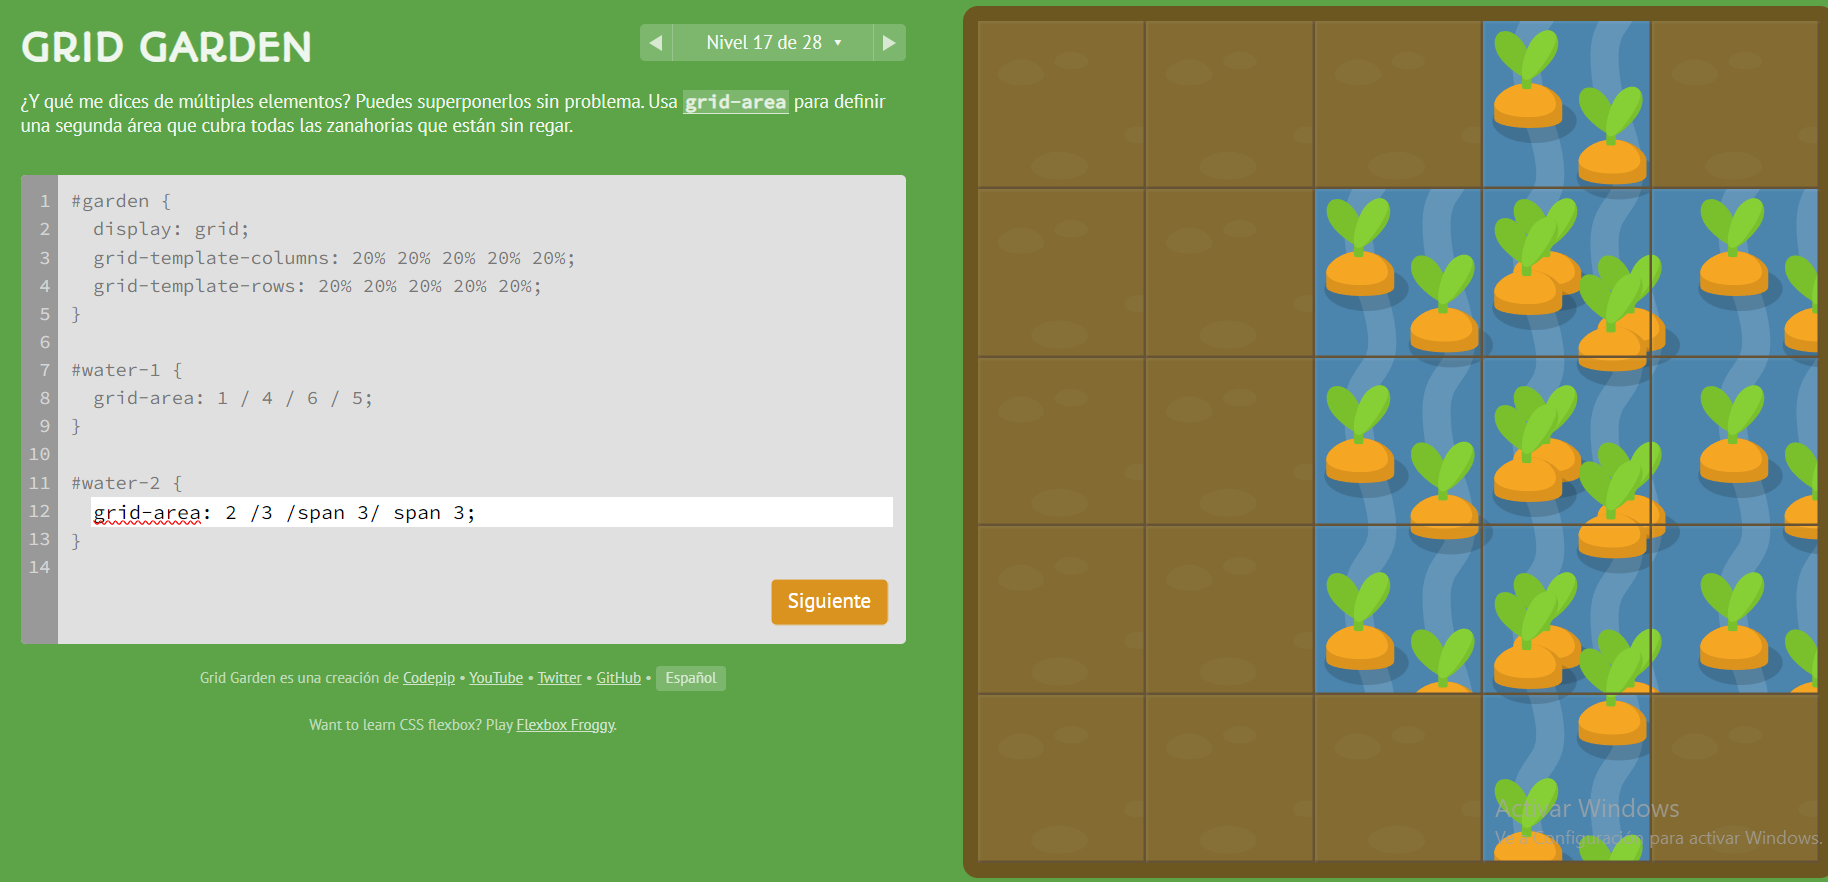 GRID GARDEN
◀ Nivel 17 de 28 ▾ ▶
¿Y qué me dices de múltiples elementos? Puedes superponerlos sin problema. Usa grid-area para definir
una segunda área que cubra todas las zanahorias que están sin regar.
1 #garden {
2 display: grid;
3 grid-template-columns: 20% 20% 20% 20% 20%;
4 grid-template-rows: 20% 20% 20% 20% 20%;
5 }
6
7 #water-1 {
8 grid-area: 1 / 4 / 6 / 5;
9 }
10
11 #water-2 {
12 grid-area: 2 /3 /span 3/ span 3;
13 }
14
Siguiente
Grid Garden es una creación de Codepip • YouTube • Twitter • GitHub • Español
Want to learn CSS flexbox? Play Flexbox Froggy.
Activar Windows
Ve a Configuración para activar Windows.